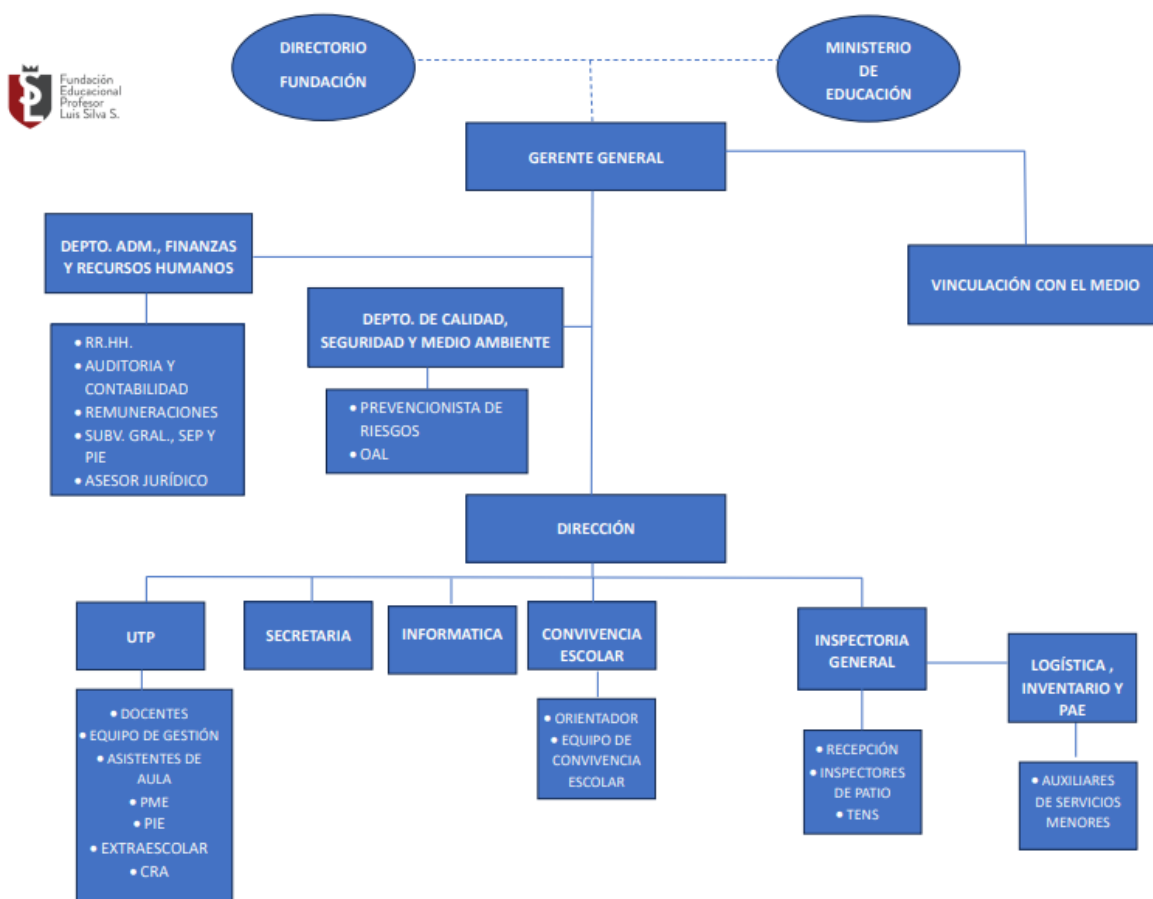 DIRECTORIO
FUNDACIÓN
MINISTERIO
DE
EDUCACIÓN
Fundación
Educacional
Profesor
Luis Silva S.
GERENTE GENERAL
DEPTO. ADM., FINANZAS
Y RECURSOS HUMANOS
VINCULACIÓN CON EL MEDIO
DEPTO. DE CALIDAD,
SEGURIDAD Y MEDIO AMBIENTE
• RR.HH.
• AUDITORIA Y
CONTABILIDAD
• REMUNERACIONES
• SUBV. GRAL., SEP Y
PIE
• ASESOR JURÍDICO
• PREVENCIONISTA DE
RIESGOS
• OAL
DIRECCIÓN
UTP
SECRETARIA
INFORMATICA
CONVIVENCIA
ESCOLAR
INSPECTORIA
GENERAL
LOGÍSTICA ,
INVENTARIO Y
PAE
• DOCENTES
• EQUIPO DE GESTIÓN
• ASISTENTES DE
AULA
• PME
• PIE
• EXTRAESCOLAR
• CRA
• ORIENTADOR
• EQUIPO DE
CONVIVENCIA
ESCOLAR
• RECEPCIÓN
• INSPECTORES
DE PATIO
• TENS
• AUXILIARES
DE SERVICIOS
MENORES